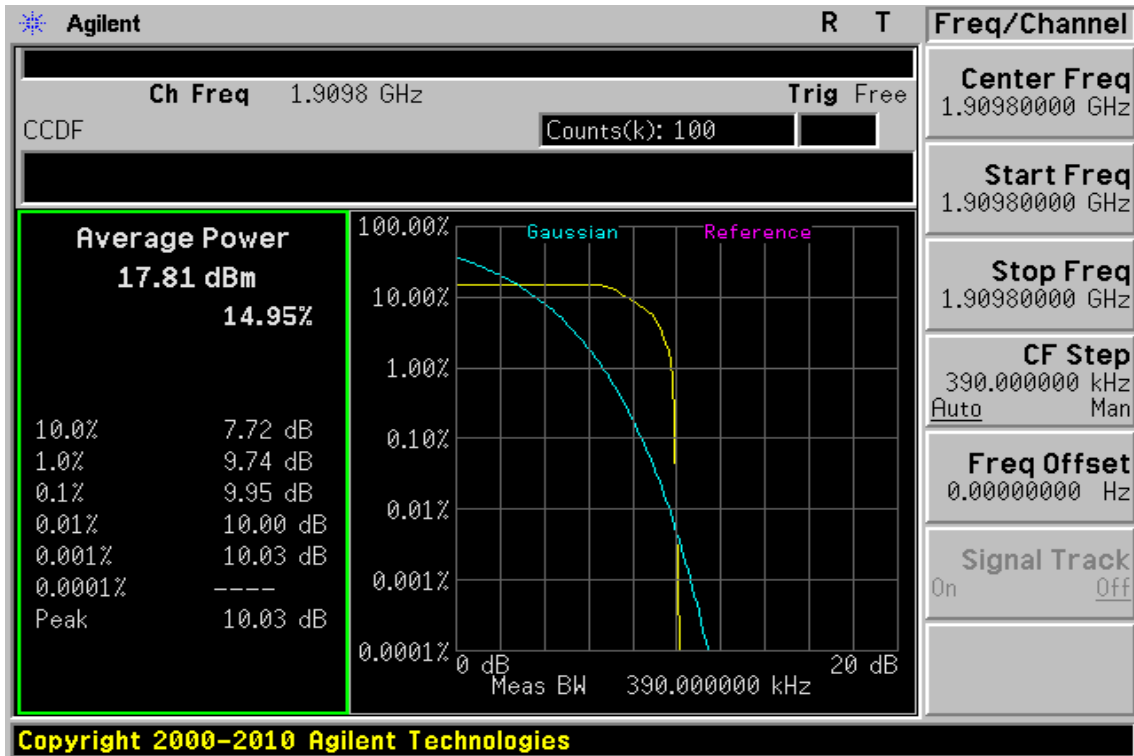 Agilent R T
Ch Freq 1.9098 GHz Trig Free
CCDF Counts(k): 100
Average Power
17.81 dBm
14.95%
10.0% 7.72 dB
1.0% 9.74 dB
0.1% 9.95 dB
0.01% 10.00 dB
0.001% 10.03 dB
0.0001% ----
Peak 10.03 dB
Gaussian Reference
100.00%
10.00%
1.00%
0.10%
0.01%
0.001%
0.0001%
0 dB 20 dB
Meas BW 390.000000 kHz
Freq/Channel
Center Freq
1.90980000 GHz
Start Freq
1.90980000 GHz
Stop Freq
1.90980000 GHz
CF Step
390.000000 kHz
Auto Man
Freq Offset
0.00000000 Hz
Signal Track
On Off
Copyright 2000-2010 Agilent Technologies